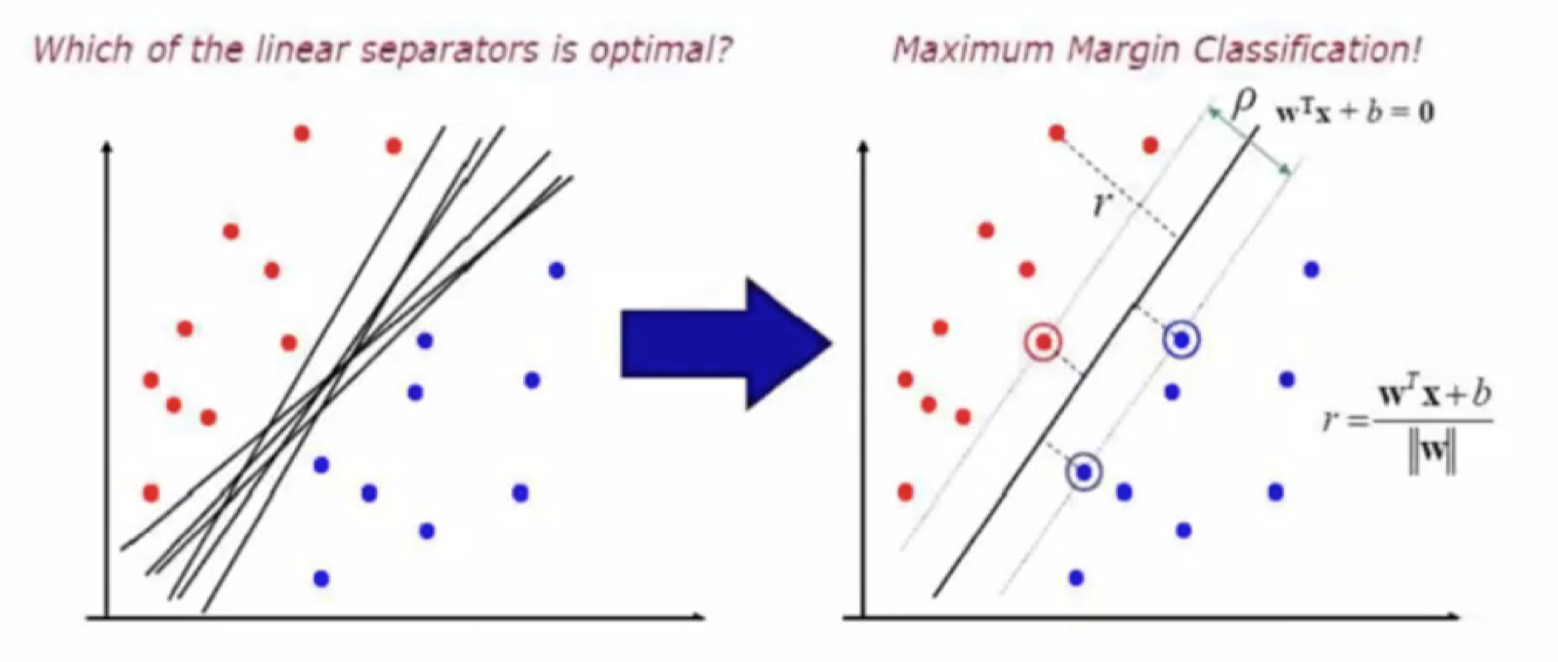 Which of the linear separators is optimal?
Maximum Margin Classification!
ρ
wᵀx + b = 0
r
r = wᵀx + b / ‖w‖